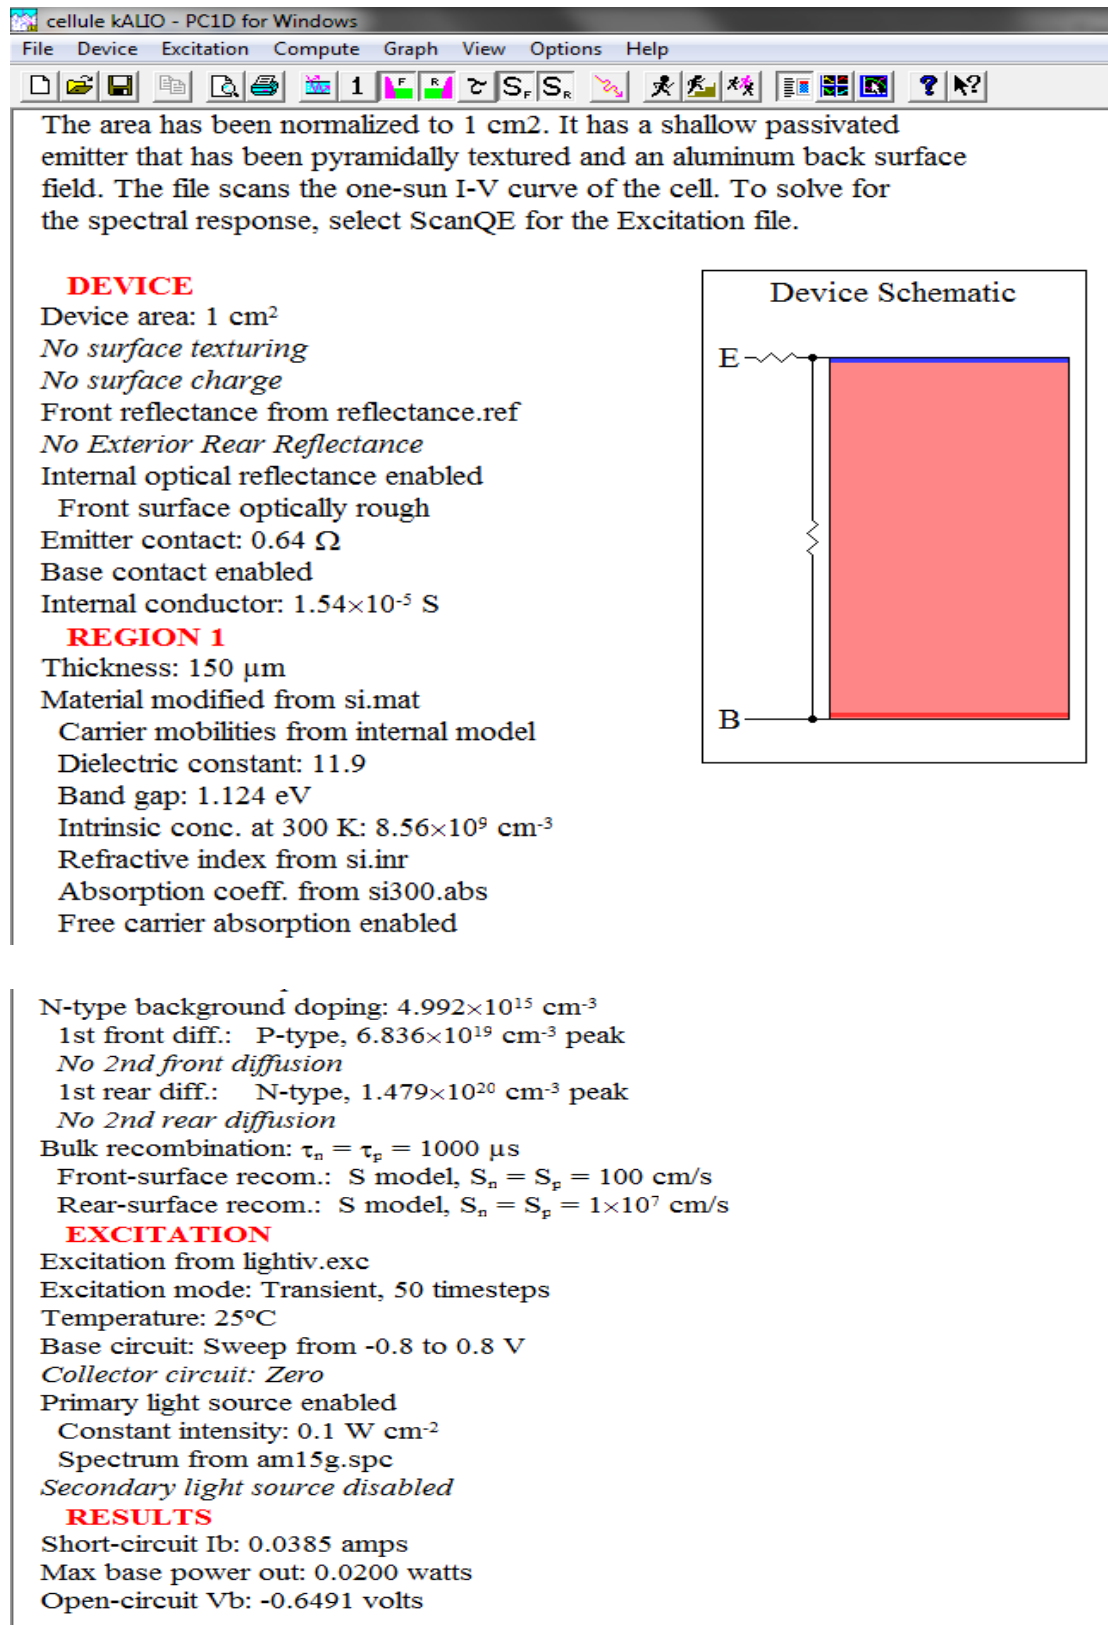 cellule kALIO - PC1D for Windows
File Device Excitation Compute Graph View Options Help
1 F R S F S R
The area has been normalized to 1 cm2. It has a shallow passivated
emitter that has been pyramidally textured and an aluminum back surface
field. The file scans the one-sun I-V curve of the cell. To solve for
the spectral response, select ScanQE for the Excitation file.
DEVICE
Device area: 1 cm²
No surface texturing
No surface charge
Front reflectance from reflectance.ref
No Exterior Rear Reflectance
Internal optical reflectance enabled
Front surface optically rough
Emitter contact: 0.64 Ω
Base contact enabled
Internal conductor: 1.54×10⁻⁵ S
REGION 1
Thickness: 150 µm
Material modified from si.mat
Carrier mobilities from internal model
Dielectric constant: 11.9
Band gap: 1.124 eV
Intrinsic conc. at 300 K: 8.56×10⁹ cm⁻³
Refractive index from si.inr
Absorption coeff. from si300.abs
Free carrier absorption enabled
Device Schematic
E
B
N-type background doping: 4.992×10¹⁵ cm⁻³
1st front diff.: P-type, 6.836×10¹⁹ cm⁻³ peak
No 2nd front diffusion
1st rear diff.: N-type, 1.479×10²⁰ cm⁻³ peak
No 2nd rear diffusion
Bulk recombination: τₙ = τₚ = 1000 µs
Front-surface recom.: S model, Sₙ = Sₚ = 100 cm/s
Rear-surface recom.: S model, Sₙ = Sₚ = 1×10⁷ cm/s
EXCITATION
Excitation from lightiv.exc
Excitation mode: Transient, 50 timesteps
Temperature: 25°C
Base circuit: Sweep from -0.8 to 0.8 V
Collector circuit: Zero
Primary light source enabled
Constant intensity: 0.1 W cm⁻²
Spectrum from am15g.spc
Secondary light source disabled
RESULTS
Short-circuit Ib: 0.0385 amps
Max base power out: 0.0200 watts
Open-circuit Vb: -0.6491 volts